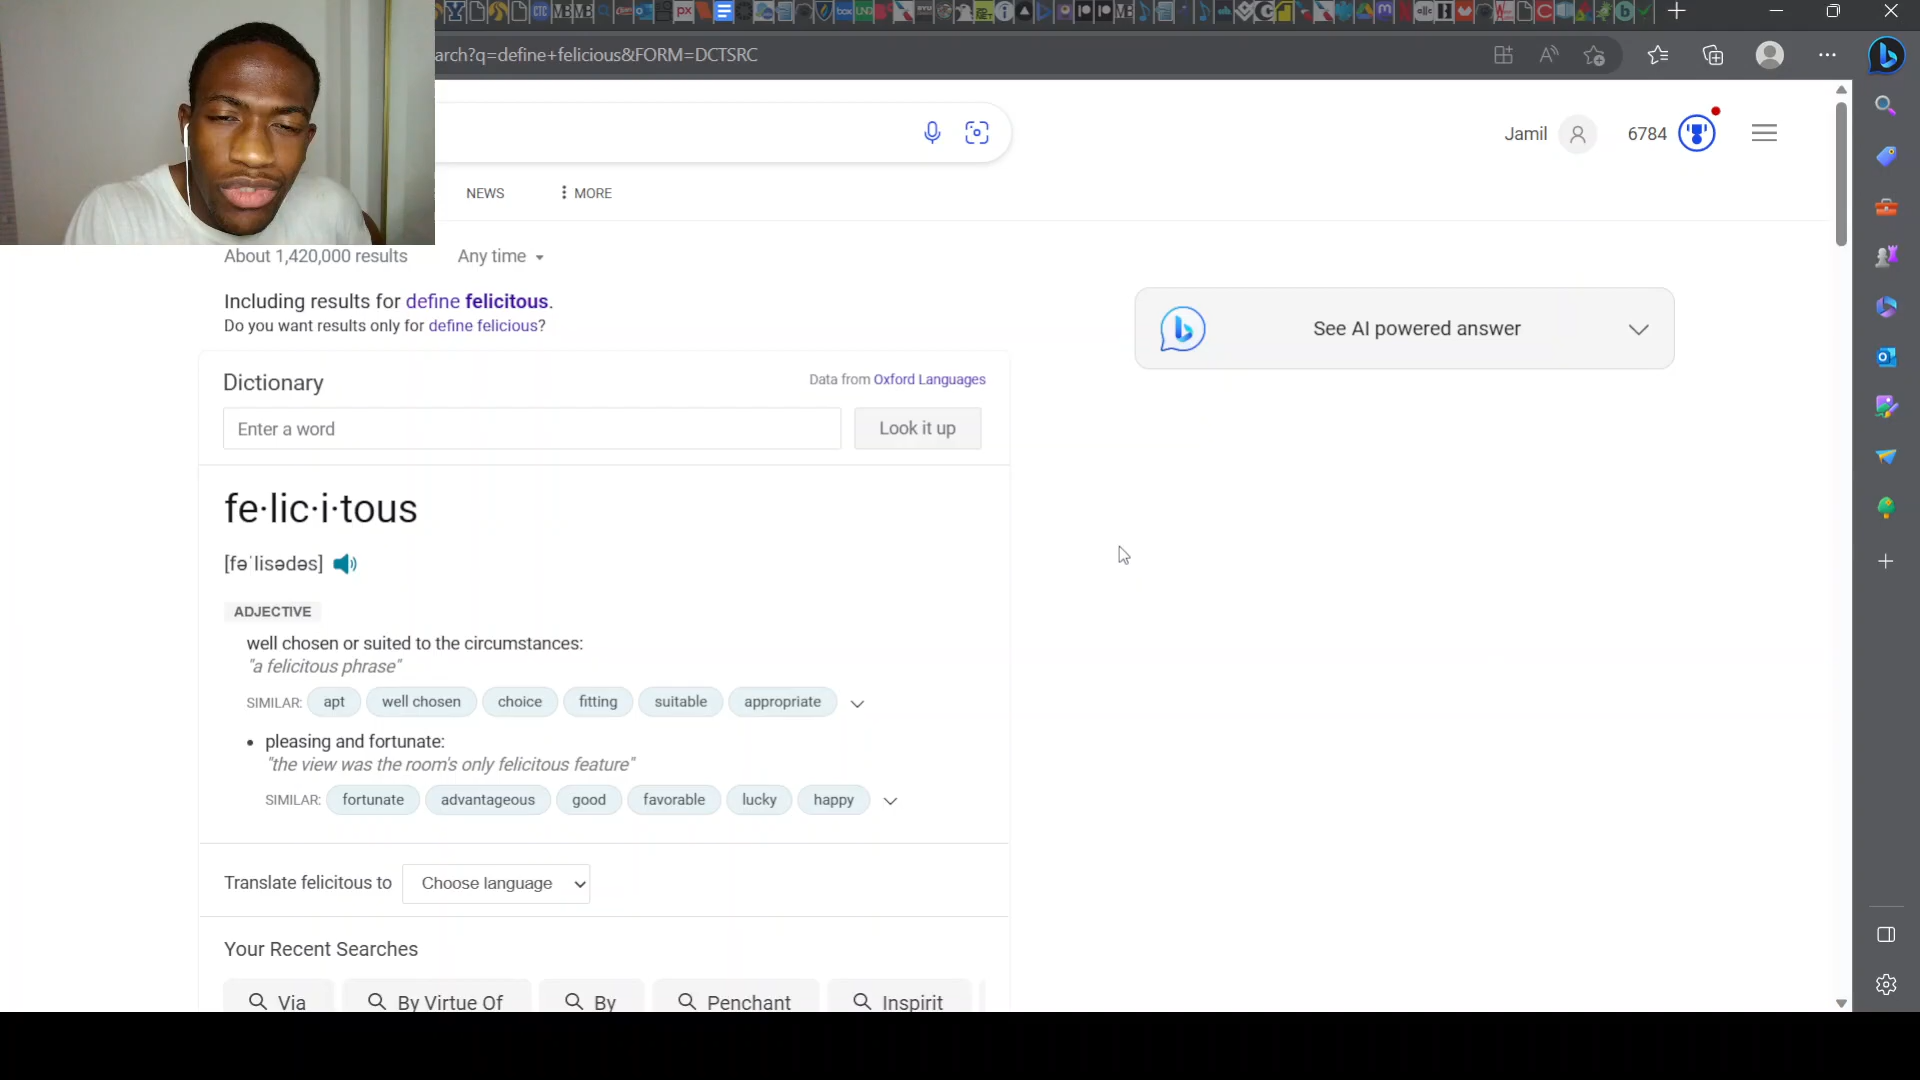 arch?q=define+felicious&FORM=DCTSRC
Jamil
6784
NEWS
MORE
About 1,420,000 results
Any time
Including results for define felicitous.
Do you want results only for define felicious?
See AI powered answer
Dictionary
Data from Oxford Languages
Enter a word
Look it up
fe·lic·i·tous
[fəˈlisədəs]
ADJECTIVE
well chosen or suited to the circumstances:
"a felicitous phrase"
SIMILAR: apt well chosen choice fitting suitable appropriate
• pleasing and fortunate:
"the view was the room's only felicitous feature"
SIMILAR: fortunate advantageous good favorable lucky happy
Translate felicitous to Choose language
Your Recent Searches
Via By Virtue Of By Penchant Inspirit